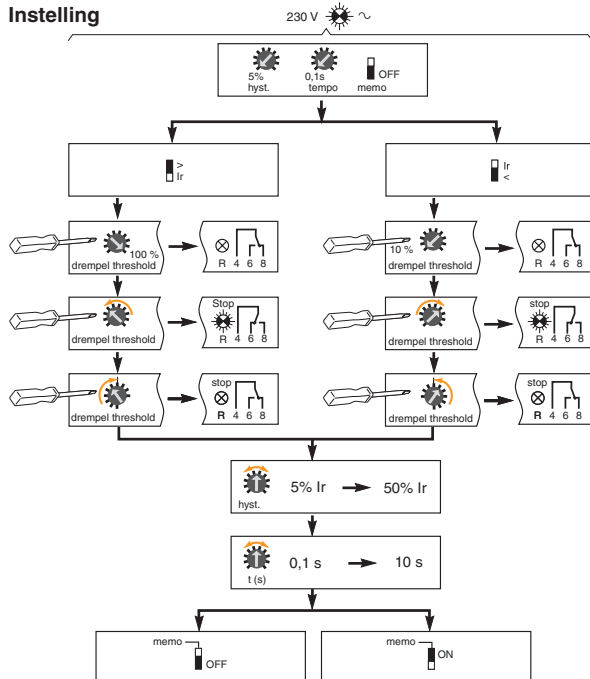 Instelling
230 V ~
5% 0,1s OFF
hyst. tempo memo
>
Ir
Ir
<
100 %
drempel threshold
R 4 6 8
10 %
drempel threshold
R 4 6 8
drempel threshold
Stop
R 4 6 8
drempel threshold
stop
R 4 6 8
drempel threshold
stop
R 4 6 8
drempel threshold
stop
R 4 6 8
5% Ir 50% Ir
hyst.
0,1 s 10 s
t (s)
memo
OFF
memo
ON